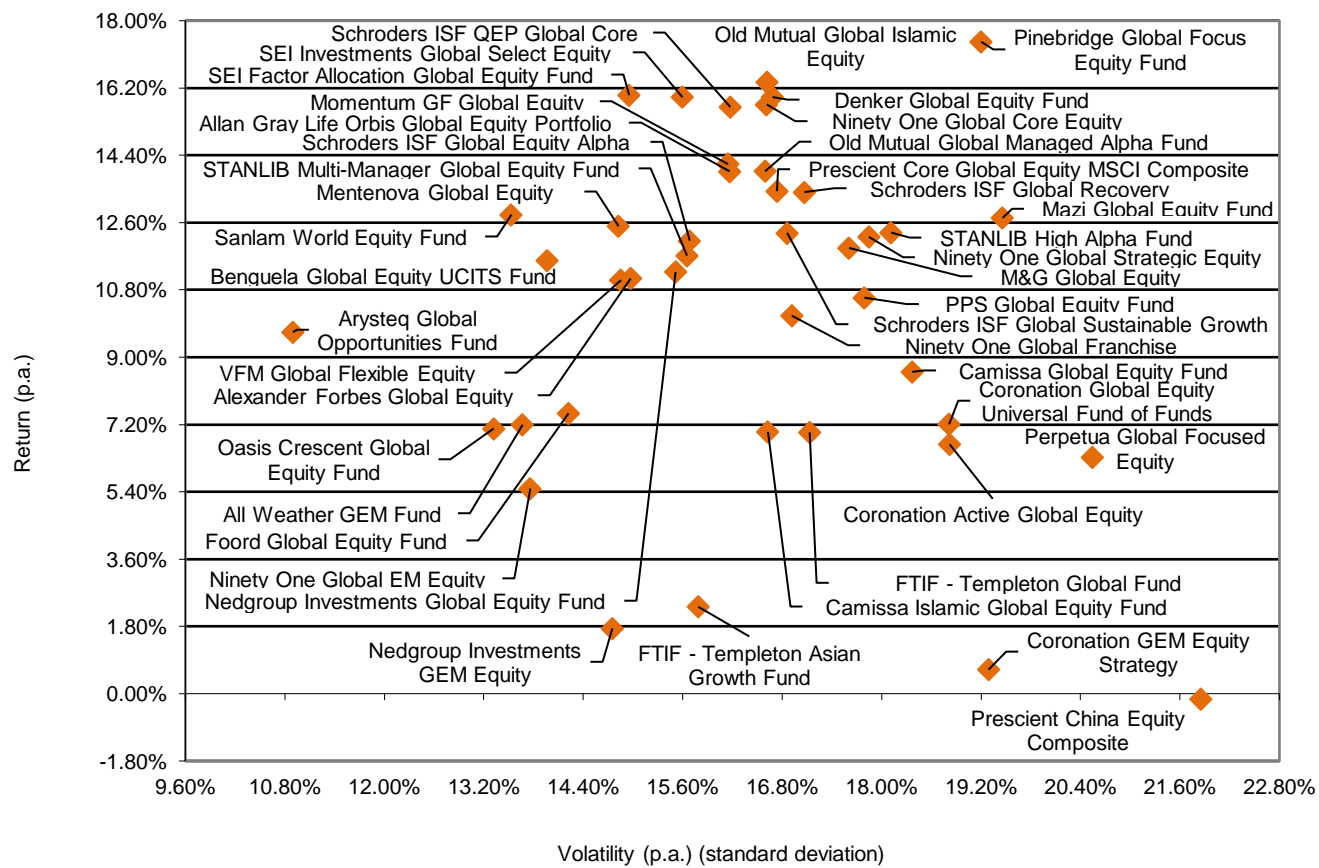 18.00%
16.20%
14.40%
12.60%
10.80%
9.00%
7.20%
5.40%
3.60%
1.80%
0.00%
-1.80%
Return (p.a.)
Schroders ISF QEP Global Core
SEI Investments Global Select Equity
SEI Factor Allocation Global Equity Fund
Momentum GF Global Equity
Allan Gray Life Orbis Global Equity Portfolio
Schroders ISF Global Equity Alpha
STANLIB Multi-Manager Global Equity Fund
Mentenova Global Equity
Sanlam World Equity Fund
Benguela Global Equity UCITS Fund
Arysteq Global
Opportunities Fund
VFM Global Flexible Equity
Alexander Forbes Global Equity
Oasis Crescent Global
Equity Fund
All Weather GEM Fund
Foord Global Equity Fund
Ninety One Global EM Equity
Nedgroup Investments Global Equity Fund
Nedgroup Investments
GEM Equity
FTIF - Templeton Asian
Growth Fund
Old Mutual Global Islamic
Equity
Pinebridge Global Focus
Equity Fund
Denker Global Equity Fund
Ninety One Global Core Equity
Old Mutual Global Managed Alpha Fund
Prescient Core Global Equity MSCI Composite
Schroders ISF Global Recovery
Mazi Global Equity Fund
STANLIB High Alpha Fund
Ninety One Global Strategic Equity
M&G Global Equity
PPS Global Equity Fund
Schroders ISF Global Sustainable Growth
Ninety One Global Franchise
Camissa Global Equity Fund
Coronation Global Equity
Universal Fund of Funds
Perpetua Global Focused
Equity
Coronation Active Global Equity
FTIF - Templeton Global Fund
Camissa Islamic Global Equity Fund
Coronation GEM Equity
Strategy
Prescient China Equity
Composite
9.60% 10.80% 12.00% 13.20% 14.40% 15.60% 16.80% 18.00% 19.20% 20.40% 21.60% 22.80%
Volatility (p.a.) (standard deviation)